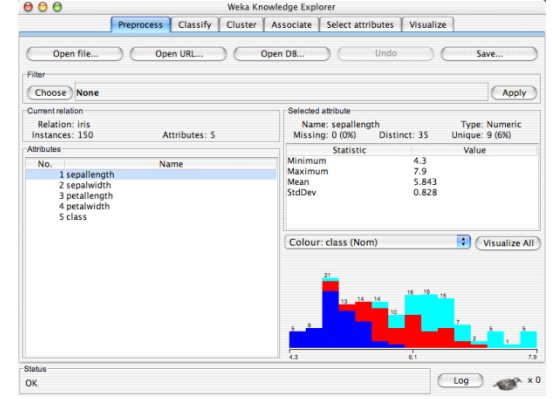 Weka Knowledge Explorer
Preprocess Classify Cluster Associate Select attributes Visualize
Open file... Open URL... Open DB... Undo Save...
Filter
Choose None Apply
Current relation
Relation: iris
Instances: 150 Attributes: 5
Attributes
No. Name
1 sepallength
2 sepalwidth
3 petallength
4 petalwidth
5 class
Selected attribute
Name: sepallength Type: Numeric
Missing: 0 (0%) Distinct: 35 Unique: 9 (6%)
Statistic Value
Minimum 4.3
Maximum 7.9
Mean 5.843
StdDev 0.828
Colour: class (Nom) Visualize All
21
16 16 15
13 14 14
10
7
5 5 5
2 1
4.3 6.1 7.9
Status
OK Log x 0